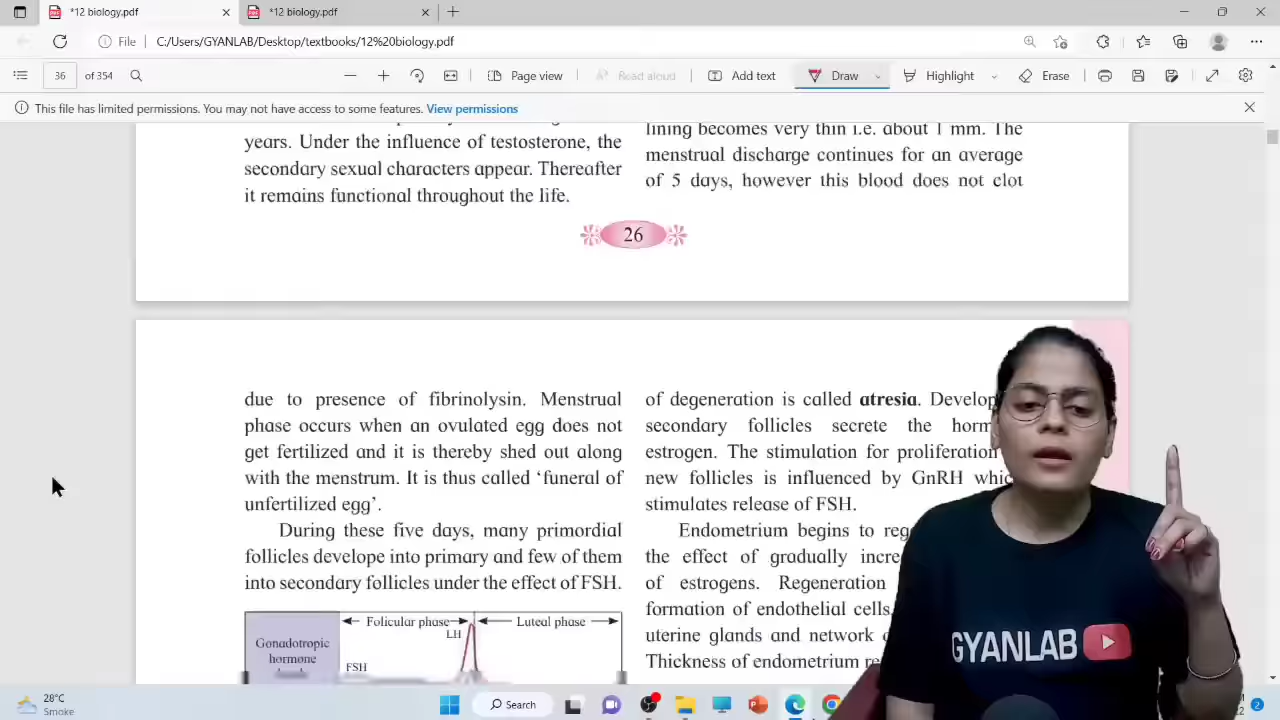 *12 biology.pdf
*12 biology.pdf
File
C:/Users/GYANLAB/Desktop/textbooks/12%20biology.pdf
36 of 354
Page view
Read aloud
Add text
Draw
Highlight
Erase
This file has limited permissions. You may not have access to some features. View permissions
years. Under the influence of testosterone, the
secondary sexual characters appear. Thereafter
it remains functional throughout the life.
lining becomes very thin i.e. about 1 mm. The
menstrual discharge continues for an average
of 5 days, however this blood does not clot
26
due to presence of fibrinolysin. Menstrual
phase occurs when an ovulated egg does not
get fertilized and it is thereby shed out along
with the menstrum. It is thus called ‘funeral of
unfertilized egg’.
During these five days, many primordial
follicles develope into primary and few of them
into secondary follicles under the effect of FSH.
of degeneration is called atresia.
secondary follicles secrete the
estrogen. The stimulation for proliferation
new follicles is influenced by GnRH
stimulates release of FSH.
Endometrium begins to
the effect of gradually
of estrogens. Regeneration
formation of endothelial cells,
uterine glands and network
Thickness of endometrium
Folicular phase
Luteal phase
LH
Gonadotropic
hormone
FSH
GYANLAB
28°C
Smoke
Search
2